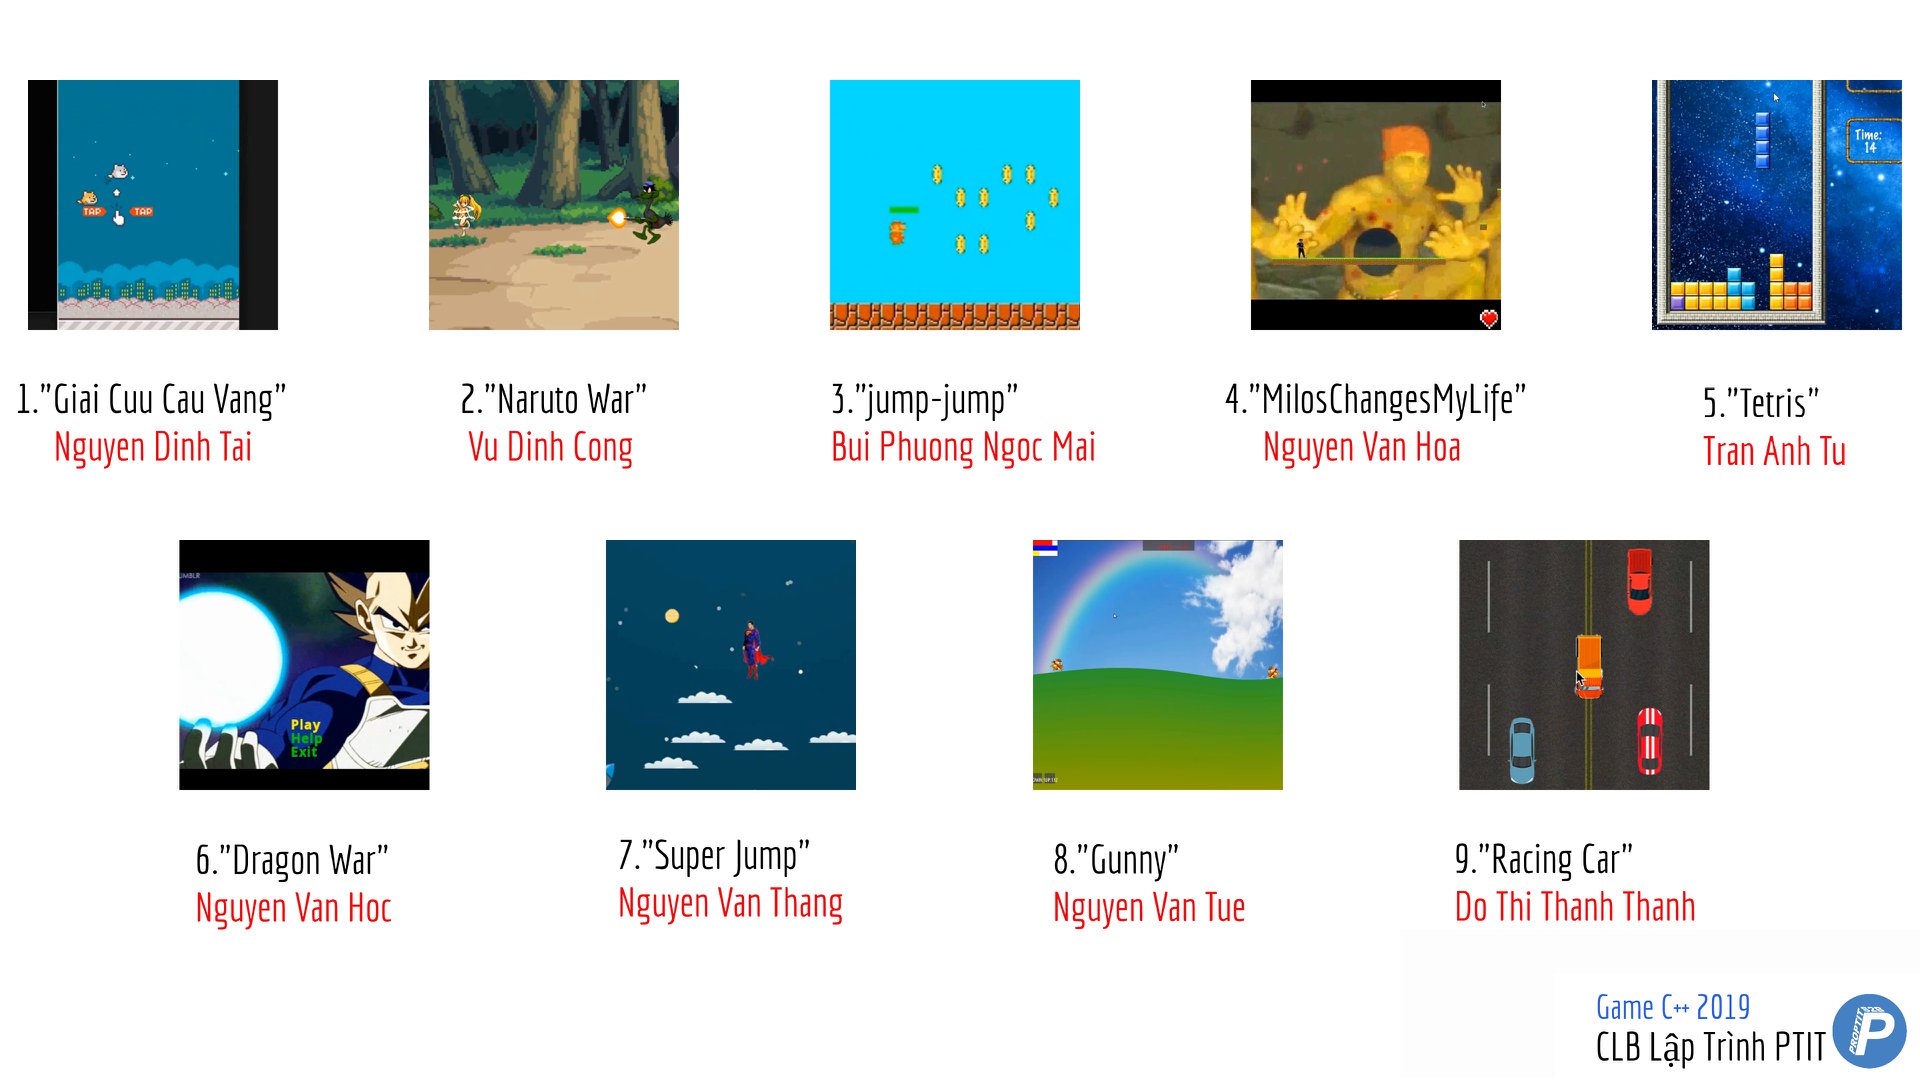 TAP TAP
Time:
14
1."Giai Cuu Cau Vang"
Nguyen Dinh Tai
2."Naruto War"
Vu Dinh Cong
3."jump-jump"
Bui Phuong Ngoc Mai
4."MilosChangesMyLife"
Nguyen Van Hoa
5."Tetris"
Tran Anh Tu
Play
Help
Exit
6."Dragon War"
Nguyen Van Hoc
7."Super Jump"
Nguyen Van Thang
8."Gunny"
Nguyen Van Tue
9."Racing Car"
Do Thi Thanh Thanh
Game C++ 2019
CLB Lập Trình PTIT
PROPTIT
P